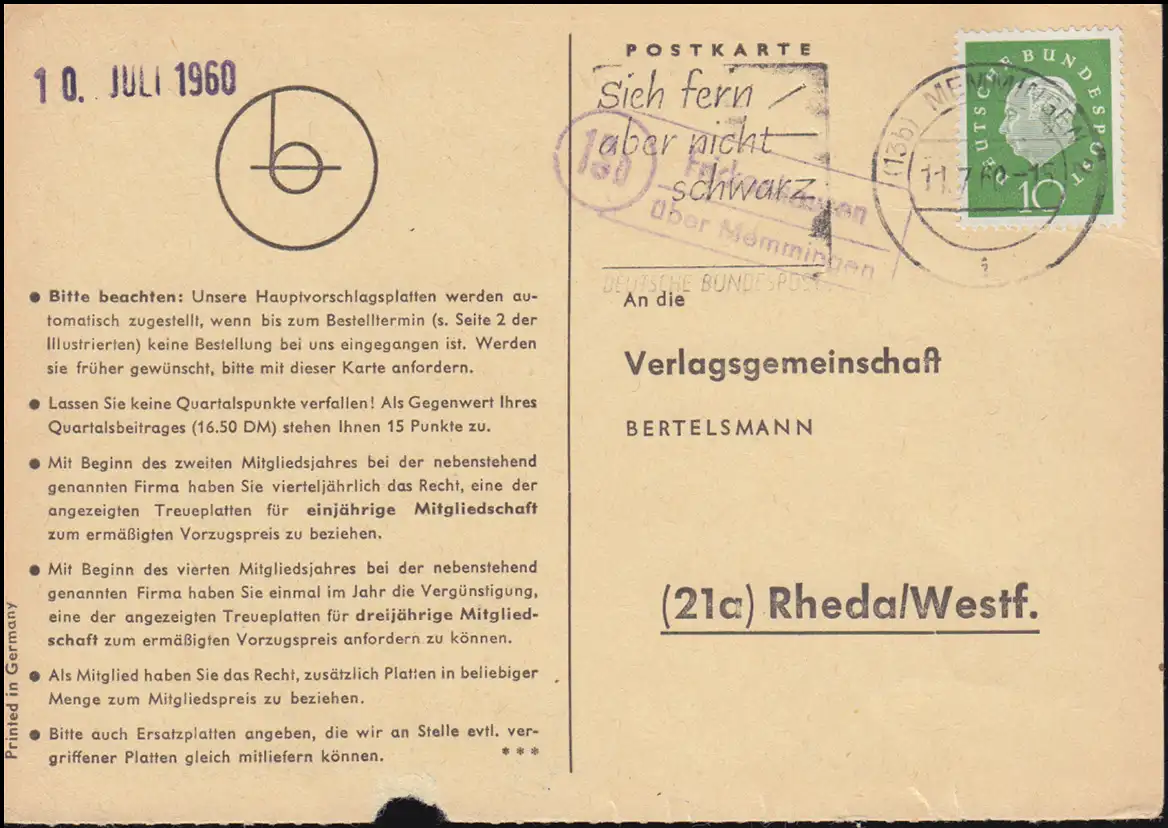 10. JULI 1960
● Bitte beachten: Unsere Hauptvorschlagsplatten werden au-
tomatisch zugestellt, wenn bis zum Bestelltermin (s. Seite 2 der
Illustrierten) keine Bestellung bei uns eingegangen ist. Werden
sie früher gewünscht, bitte mit dieser Karte anfordern.
● Lassen Sie keine Quartalspunkte verfallen! Als Gegenwert Ihres
Quartalsbeitrages (16.50 DM) stehen Ihnen 15 Punkte zu.
● Mit Beginn des zweiten Mitgliedsjahres bei der nebenstehend
genannten Firma haben Sie vierteljährlich das Recht, eine der
angezeigten Treueplatten für einjährige Mitgliedschaft
zum ermäßigten Vorzugspreis zu beziehen.
● Mit Beginn des vierten Mitgliedsjahres bei der nebenstehend
genannten Firma haben Sie einmal im Jahr die Vergünstigung,
eine der angezeigten Treueplatten für dreijährige Mitglied-
schaft zum ermäßigten Vorzugspreis anfordern zu können.
● Als Mitglied haben Sie das Recht, zusätzlich Platten in beliebiger
Menge zum Mitgliedspreis zu beziehen.
● Bitte auch Ersatzplatten angeben, die wir an Stelle evtl. ver-
griffener Platten gleich mitliefern können. ***
Printed in Germany
POSTKARTE
Sieh fern
aber nicht
schwarz
DEUTSCHE BUNDESPOST
über Memmingen
(13b) MEMMINGEN
11.7.60
DEUTSCHE BUNDESPOST
10
An die
Verlagsgemeinschaft
BERTELSMANN
(21a) Rheda/Westf.